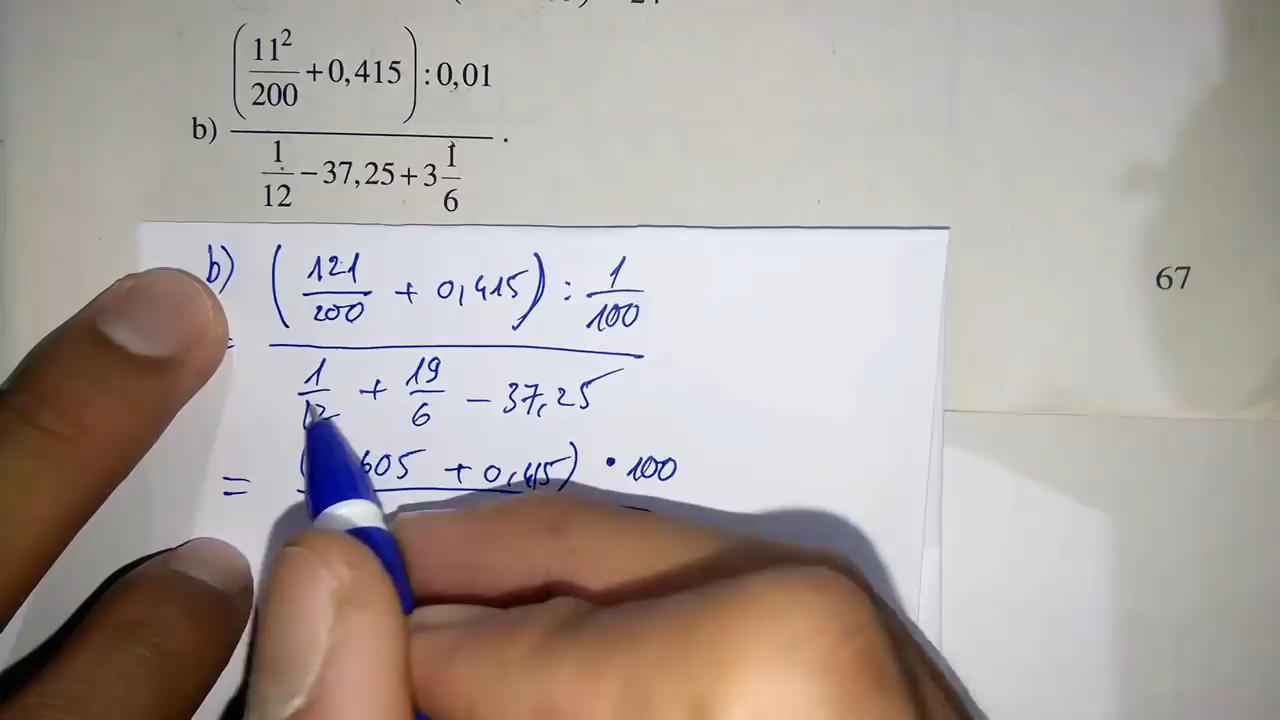 (11²/200 + 0,415) : 0,01
b) ─────────── .
1/12 − 37,25 + 3 1/6
67
b) (121/200 + 0,415) : 1/100
= ───────────
1/12 + 19/6 − 37,25
= ( 605 + 0,415) · 100